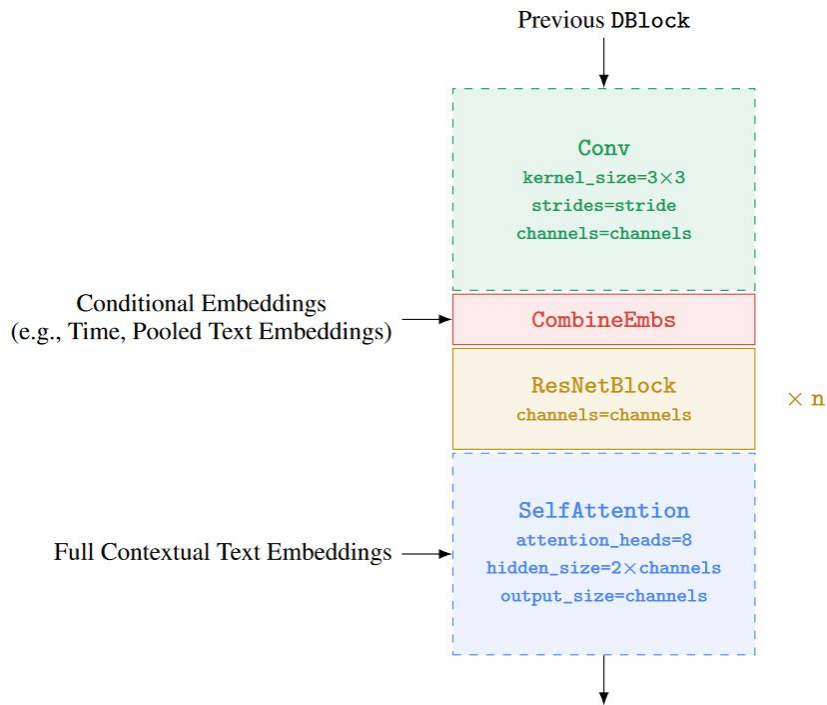 Previous DBlock
Conv
kernel_size=3×3
strides=stride
channels=channels
Conditional Embeddings
(e.g., Time, Pooled Text Embeddings)
CombineEmbs
ResNetBlock
channels=channels
× n
SelfAttention
attention_heads=8
Full Contextual Text Embeddings
hidden_size=2×channels
output_size=channels